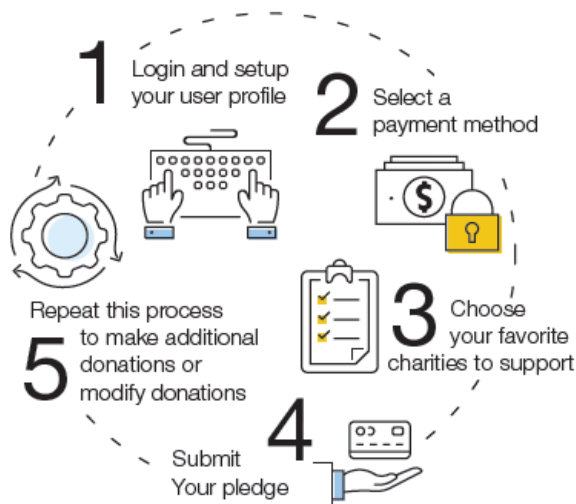 1
Login and setup
your user profile
2
Select a
payment method
$
3
Choose
your favorite
charities to support
4
Submit
Your pledge
5
Repeat this process
to make additional
donations or
modify donations